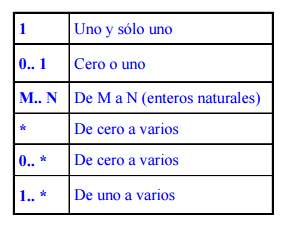 1 Uno y sólo uno
0.. 1 Cero o uno
M.. N De M a N (enteros naturales)
* De cero a varios
0.. * De cero a varios
1.. * De uno a varios